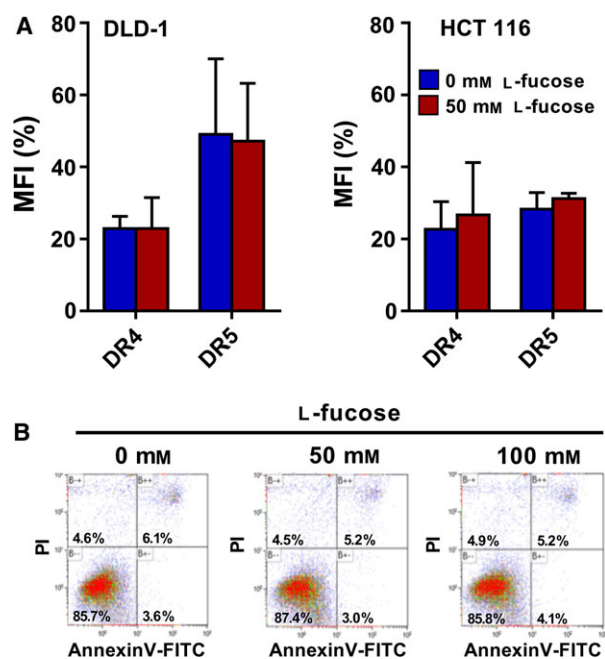 A
DLD-1
HCT 116
0 mM L-fucose
50 mM L-fucose
80
60
40
20
0
MFI (%)
DR4
DR5
80
60
40
20
0
MFI (%)
DR4
DR5
B
L-fucose
0 mM
50 mM
100 mM
PI
B-+
B++
4.6%
6.1%
B--
B+-
85.7%
3.6%
AnnexinV-FITC
PI
B-+
B++
4.5%
5.2%
B--
B+-
87.4%
3.0%
AnnexinV-FITC
PI
B-+
B++
4.9%
5.2%
B--
B+-
85.8%
4.1%
AnnexinV-FITC